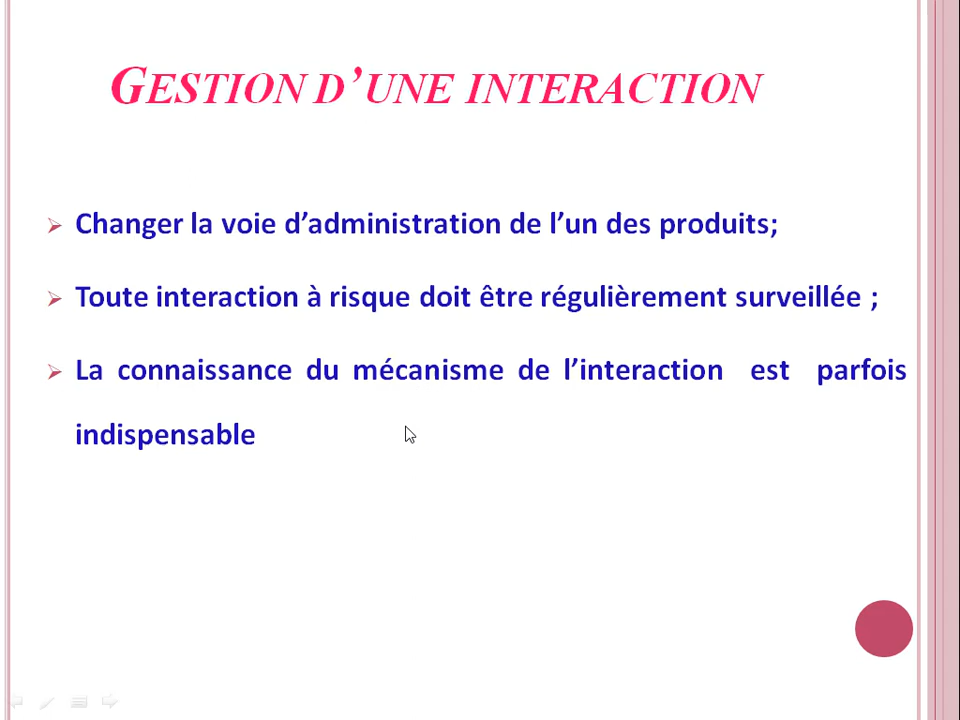 GESTION D’UNE INTERACTION
Changer la voie d’administration de l’un des produits;
Toute interaction à risque doit être régulièrement surveillée ;
La connaissance du mécanisme de l’interaction est parfois
indispensable